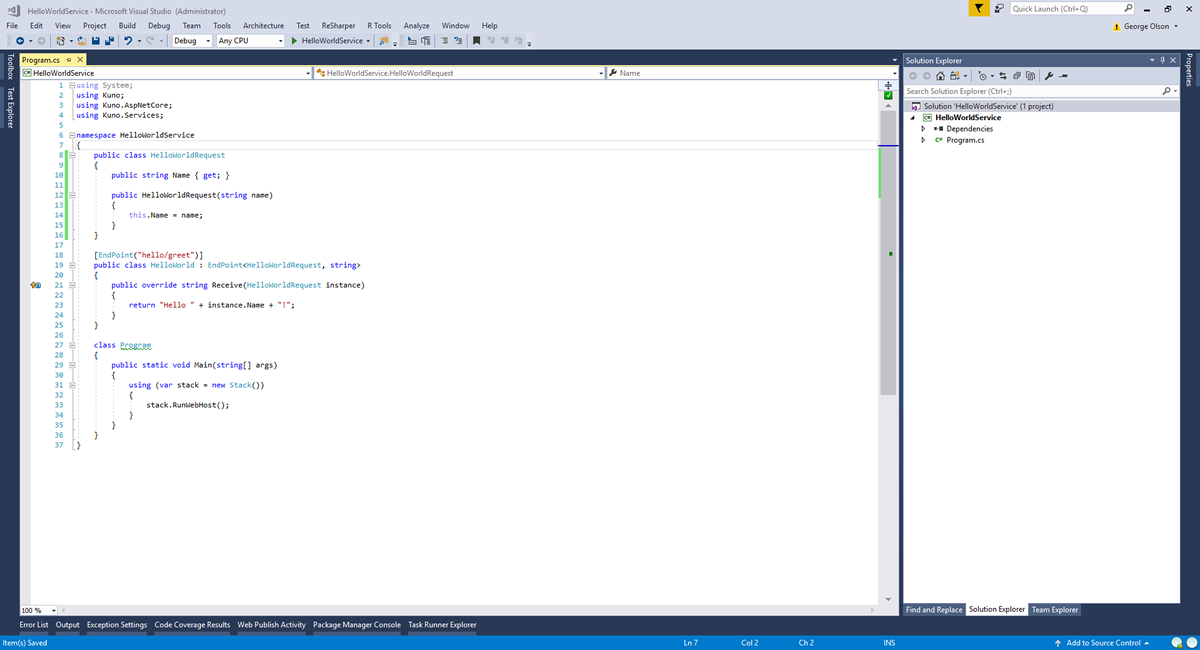 HelloWorldService - Microsoft Visual Studio (Administrator)
Quick Launch (Ctrl+Q)
File Edit View Project Build Debug Team Tools Architecture Test ReSharper R Tools Analyze Window Help
George Olson
Debug Any CPU HelloWorldService
Toolbox
Test Explorer
Program.cs
HelloWorldService HelloWorldService.HelloWorldRequest Name
1 using System;
2 using Kuno;
3 using Kuno.AspNetCore;
4 using Kuno.Services;
5
6 namespace HelloWorldService
7 {
8 public class HelloWorldRequest
9 {
10 public string Name { get; }
11
12 public HelloWorldRequest(string name)
13 {
14 this.Name = name;
15 }
16 }
17
18 [EndPoint("hello/greet")]
19 public class HelloWorld : EndPoint<HelloWorldRequest, string>
20 {
21 public override string Receive(HelloWorldRequest instance)
22 {
23 return "Hello " + instance.Name + "!";
24 }
25 }
26
27 class Program
28 {
29 public static void Main(string[] args)
30 {
31 using (var stack = new Stack())
32 {
33 stack.RunWebHost();
34 }
35 }
36 }
37 }
100 %
Solution Explorer
Search Solution Explorer (Ctrl+;)
Solution 'HelloWorldService' (1 project)
HelloWorldService
Dependencies
C# Program.cs
Properties
Find and Replace Solution Explorer Team Explorer
Error List Output Exception Settings Code Coverage Results Web Publish Activity Package Manager Console Task Runner Explorer
Item(s) Saved Ln 7 Col 2 Ch 2 INS Add to Source Control